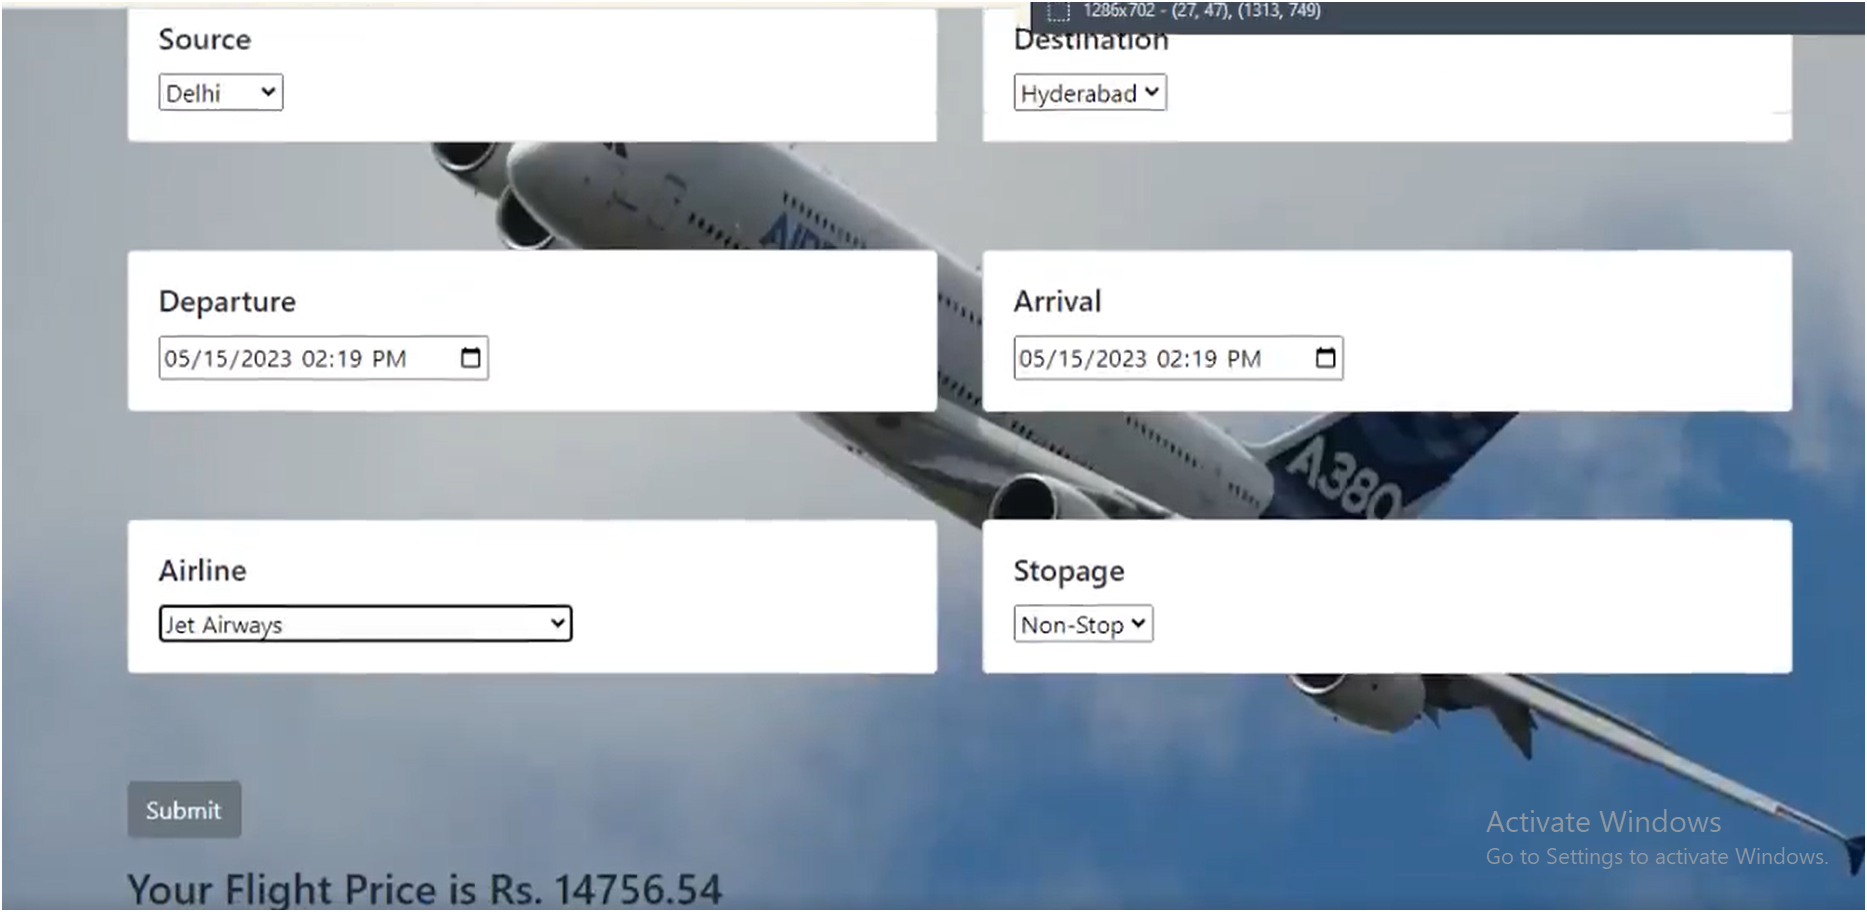 1286x702 - (27, 47), (1313, 749)
Source
Destination
Delhi
Hyderabad
Departure
Arrival
05/15/2023 02:19 PM
05/15/2023 02:19 PM
A380
Airline
Stopage
Jet Airways
Non-Stop
Submit
Activate Windows
Go to Settings to activate Windows.
Your Flight Price is Rs. 14756.54